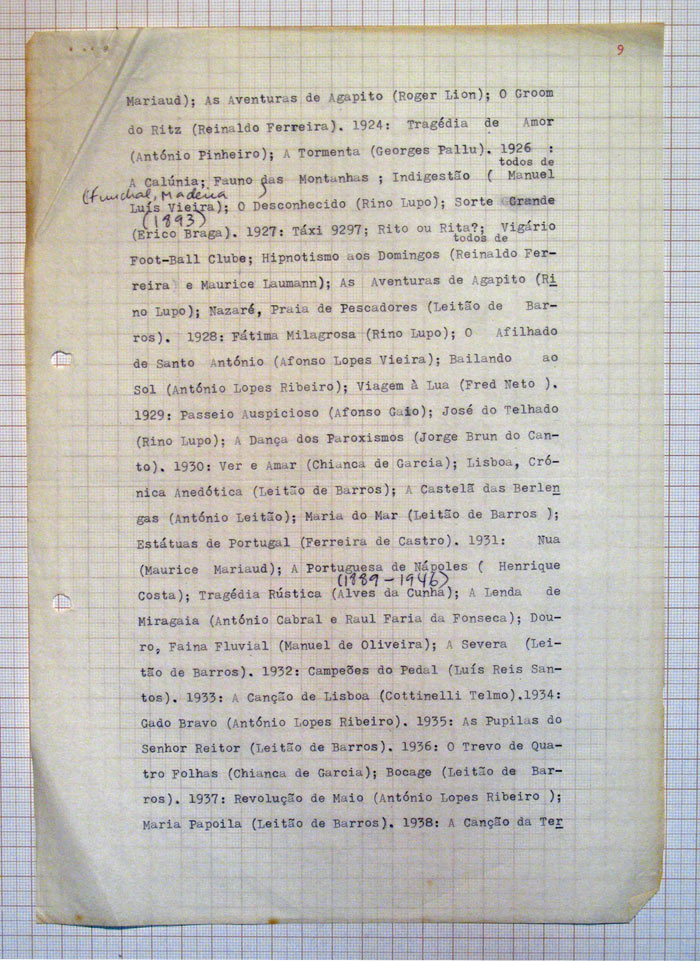 9
Mariaud); As Aventuras de Agapito (Roger Lion); O Groom
do Ritz (Reinaldo Ferreira). 1924: Tragédia de Amor
(António Pinheiro); A Tormenta (Georges Pallu). 1926 :
todos de
A Calúnia; Fauno das Montanhas ; Indigestão ( Manuel
(Funchal, Madeira
Luís Vieira); O Desconhecido (Rino Lupo); Sorte Grande
(1893)
(Erico Braga). 1927: Táxi 9297; Rito ou Rita?; Vigário
todos de
Foot-Ball Clube; Hipnotismo aos Domingos (Reinaldo Fer-
reira e Maurice Laumann); As Aventuras de Agapito (Ri
no Lupo); Nazaré, Praia de Pescadores (Leitão de Bar-
ros). 1928: Fátima Milagrosa (Rino Lupo); O Afilhado
de Santo António (Afonso Lopes Vieira); Bailando ao
Sol (António Lopes Ribeiro); Viagem à Lua (Fred Neto ).
1929: Passeio Auspicioso (Afonso Gaio); José do Telhado
(Rino Lupo); A Dança dos Paroxismos (Jorge Brun do Can-
to). 1930: Ver e Amar (Chianca de Garcia); Lisboa, Cró-
nica Anedótica (Leitão de Barros); A Castelã das Berlen
gas (António Leitão); Maria do Mar (Leitão de Barros );
Estátuas de Portugal (Ferreira de Castro). 1931: Nua
(Maurice Mariaud); A Portuguesa de Nápoles ( Henrique
(1889-1946)
Costa); Tragédia Rústica (Alves da Cunha); A Lenda de
Miragaia (António Cabral e Raul Faria da Fonseca); Dou-
ro, Faina Fluvial (Manuel de Oliveira); A Severa (Lei-
tão de Barros). 1932: Campeões do Pedal (Luís Reis San-
tos). 1933: A Canção de Lisboa (Cottinelli Telmo).1934:
Gado Bravo (António Lopes Ribeiro). 1935: As Pupilas do
Senhor Reitor (Leitão de Barros). 1936: O Trevo de Qua-
tro Folhas (Chianca de Garcia); Bocage (Leitão de Bar-
ros). 1937: Revolução de Maio (António Lopes Ribeiro );
Maria Papoila (Leitão de Barros). 1938: A Canção da Ter